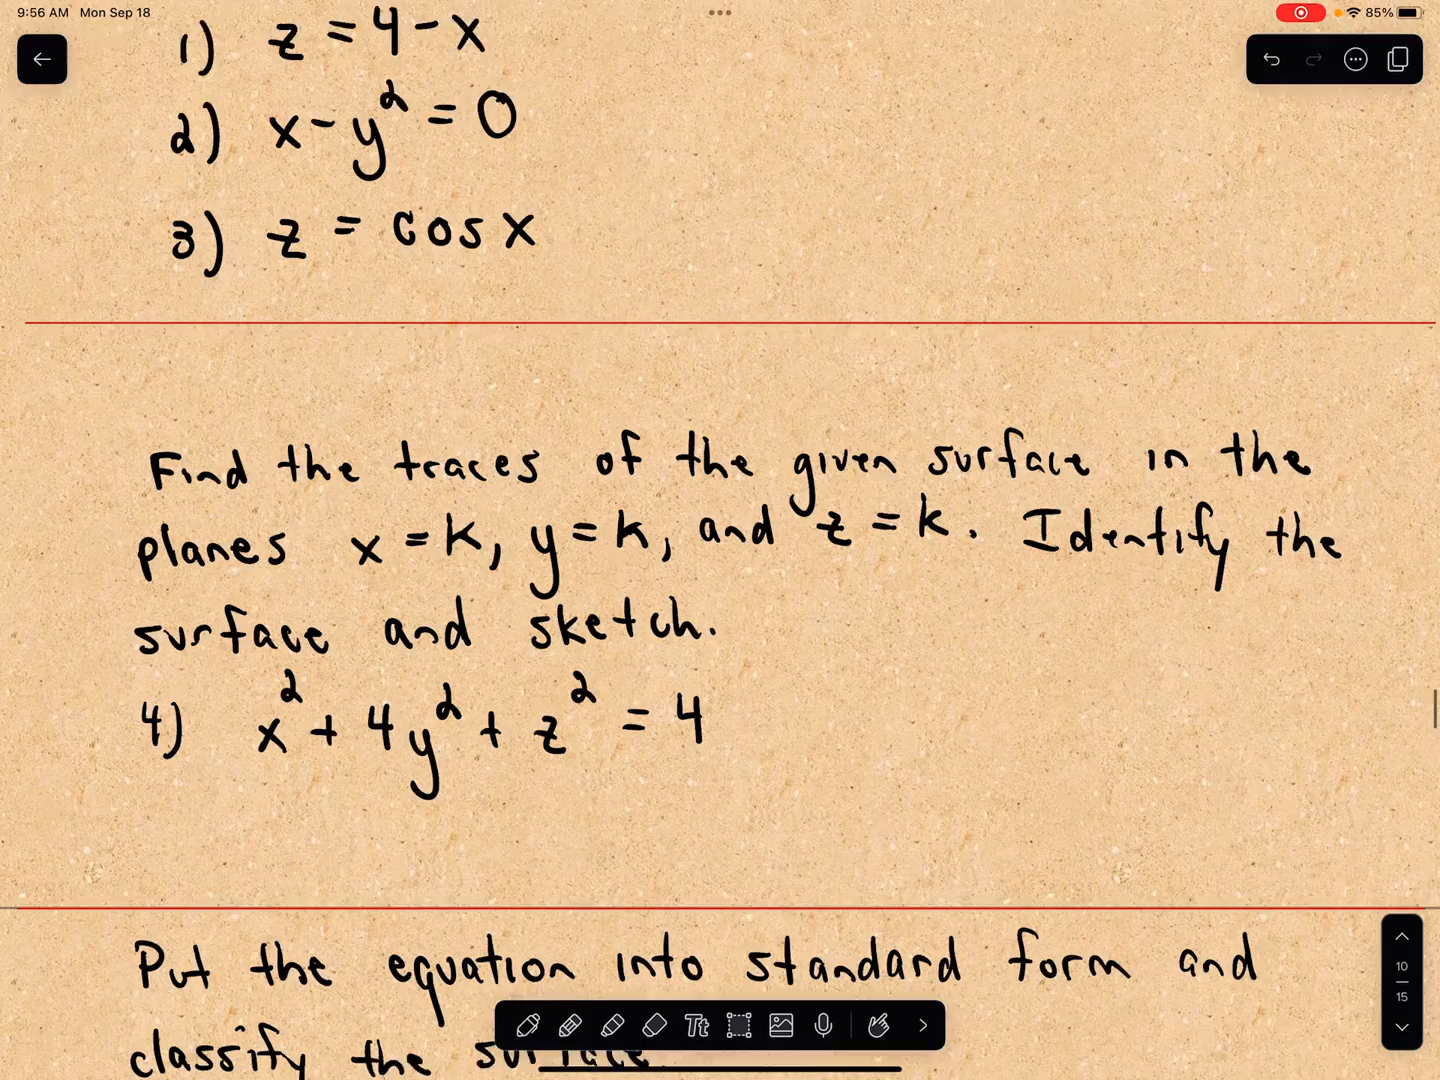 9:56 AM Mon Sep 18
85%
1) z = 4 - x
2) x - y² = 0
3) z = cos x
Find the traces of the given surface in the
planes x = k, y = k, and z = k. Identify the
surface and sketch.
4) x² + 4y² + z² = 4
Put the equation into standard form and
classify the surface.
Tt
10
15